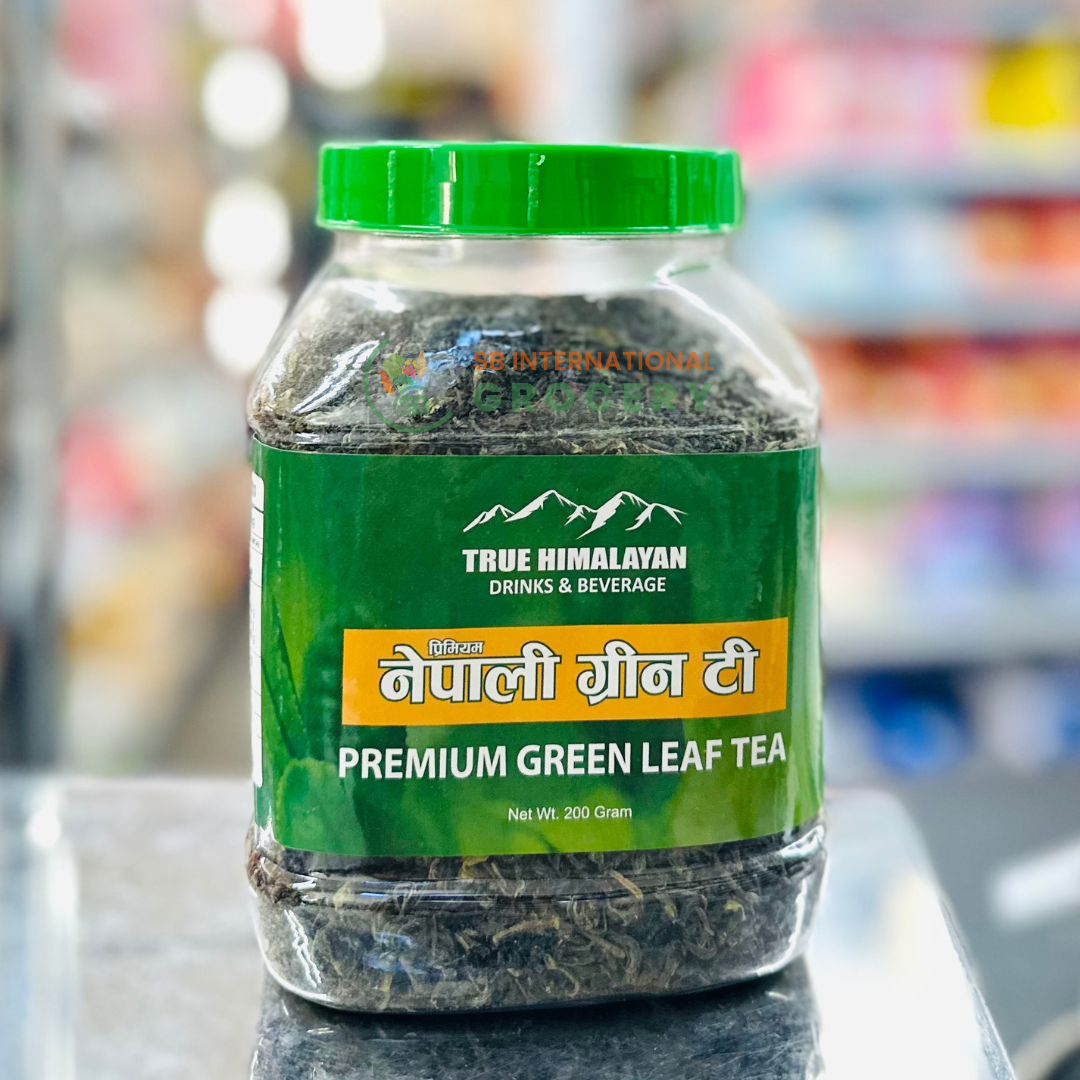 SB INTERNATIONAL
GROCERY
TRUE HIMALAYAN
DRINKS & BEVERAGE
प्रिमियम
नेपाली ग्रीन टी
PREMIUM GREEN LEAF TEA
Net Wt. 200 Gram